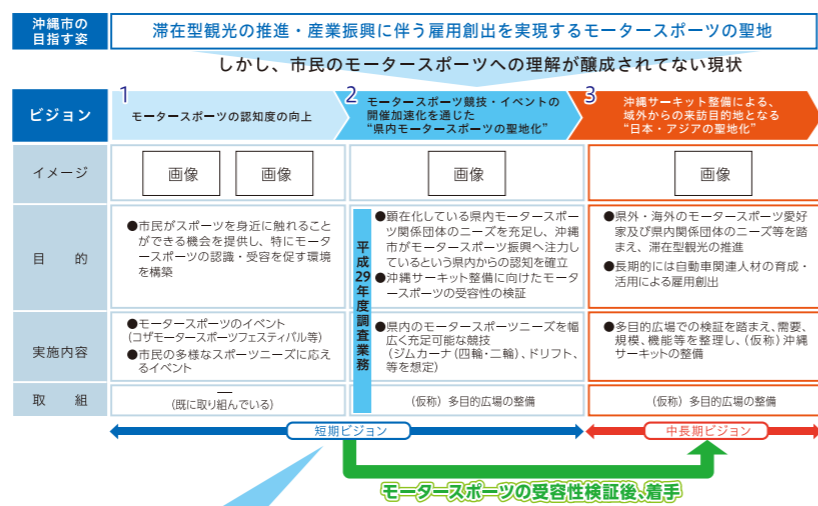 沖縄市の
目指す姿
滞在型観光の推進・産業振興に伴う雇用創出を実現するモータースポーツの聖地
しかし、市民のモータースポーツへの理解が醸成されてない現状
ビジョン
1
モータースポーツの認知度の向上
2
モータースポーツ競技・イベントの
開催加速化を通じた
“県内モータースポーツの聖地化”
3
沖縄サーキット整備による、
域外からの来訪目的地となる
“日本・アジアの聖地化”
イメージ
画像
画像
画像
画像
目的
●市民がスポーツを身近に触れること
ができる機会を提供し、特にモータ
ースポーツの認識・受容を促す環境
を構築
平成29年度調査業務
●顕在化している県内モータースポー
ツ関係団体のニーズを充足し、沖縄
市がモータースポーツ振興へ注力し
ているという県内からの認知を確立
●沖縄サーキット整備に向けたモータ
ースポーツの受容性の検証
●県外・海外のモータースポーツ愛好
家及び県内関係団体のニーズ等を踏
まえ、滞在型観光の推進
●長期的には自動車関連人材の育成・
活用による雇用創出
実施内容
●モータースポーツのイベント
(コザモータースポーツフェスティバル等)
●市民の多様なスポーツニーズに応え
るイベント
●県内のモータースポーツニーズを幅
広く充足可能な競技
(ジムカーナ(四輪・二輪)、ドリフト、
等を想定)
●多目的広場での検証を踏まえ、需要、
規模、機能等を整理し、(仮称)沖縄
サーキットの整備
取組
―
(既に取り組んでいる)
(仮称)多目的広場の整備
(仮称)多目的広場の整備
短期ビジョン
中長期ビジョン
モータースポーツの受容性検証後、着手